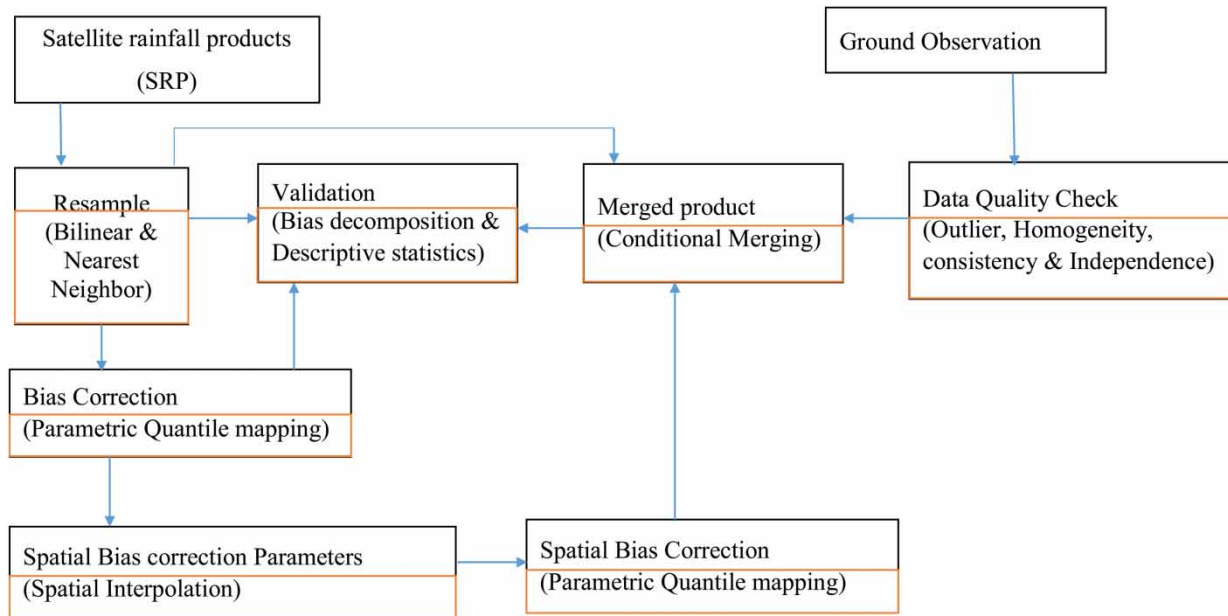 Satellite rainfall products
(SRP)
Ground Observation
Resample
(Bilinear &
Nearest
Neighbor)
Validation
(Bias decomposition &
Descriptive statistics)
Merged product
(Conditional Merging)
Data Quality Check
(Outlier, Homogeneity,
consistency & Independence)
Bias Correction
(Parametric Quantile mapping)
Spatial Bias correction Parameters
(Spatial Interpolation)
Spatial Bias Correction
(Parametric Quantile mapping)